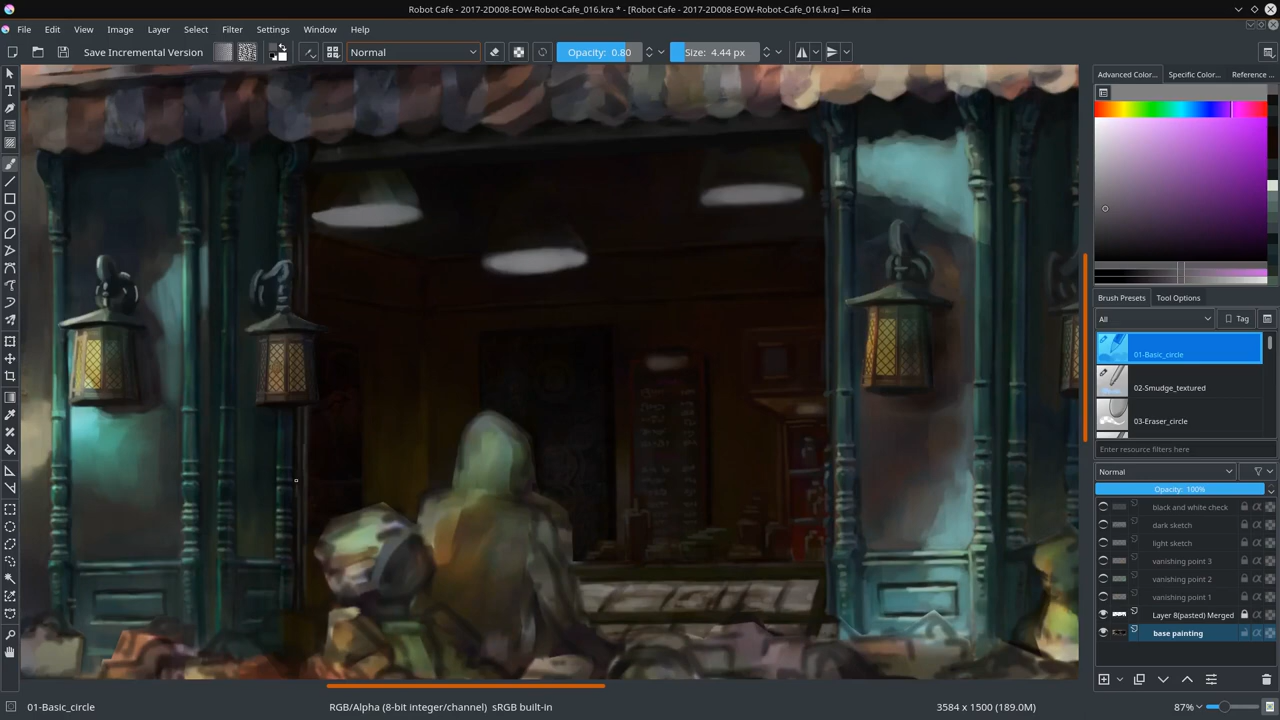 Robot Cafe - 2017-2D008-EOW-Robot-Cafe_016.kra * - [Robot Cafe - 2017-2D008-EOW-Robot-Cafe_016.kra] — Krita
File Edit View Image Layer Select Filter Settings Window Help
Save Incremental Version Normal Opacity: 0.80 Size: 4.44 px
Advanced Color... Specific Color... Reference ...
Brush Presets Tool Options
All Tag
01-Basic_circle
02-Smudge_textured
03-Eraser_circle
Enter resource filters here
Normal
Opacity: 100%
black and white check
dark sketch
light sketch
vanishing point 3
vanishing point 2
vanishing point 1
Layer 8(pasted) Merged
base painting
01-Basic_circle RGB/Alpha (8-bit integer/channel) sRGB built-in 3584 x 1500 (189.0M) 87%